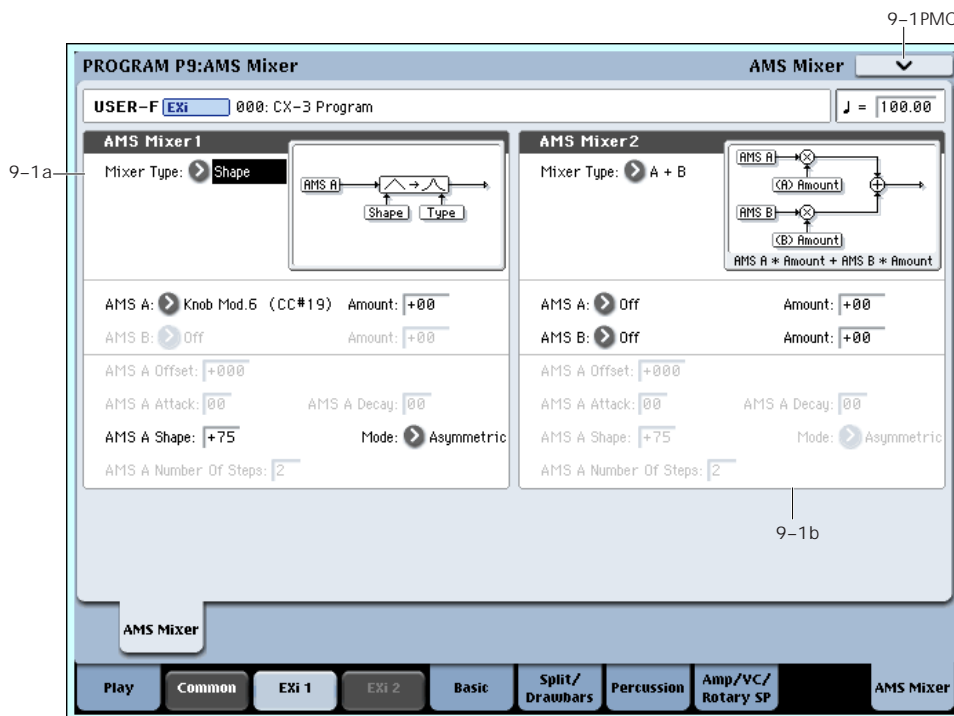 9–1PMC
PROGRAM P9:AMS Mixer
AMS Mixer
USER–F EXi 000: CX–3 Program
♩ = 100.00
9–1a
AMS Mixer1
Mixer Type: Shape
AMS A
Shape
Type
AMS A: Knob Mod.6 (CC#19) Amount: +00
AMS B: Off Amount: +00
AMS A Offset: +000
AMS A Attack: 00 AMS A Decay: 00
AMS A Shape: +75 Mode: Asymmetric
AMS A Number Of Steps: 2
AMS Mixer2
Mixer Type: A + B
AMS A
(A) Amount
AMS B
(B) Amount
AMS A * Amount + AMS B * Amount
AMS A: Off Amount: +00
AMS B: Off Amount: +00
AMS A Offset: +000
AMS A Attack: 00 AMS A Decay: 00
AMS A Shape: +75 Mode: Asymmetric
AMS A Number Of Steps: 2
9–1b
AMS Mixer
Play
Common
EXi 1
EXi 2
Basic
Split/
Drawbars
Percussion
Amp/VC/
Rotary SP
AMS Mixer